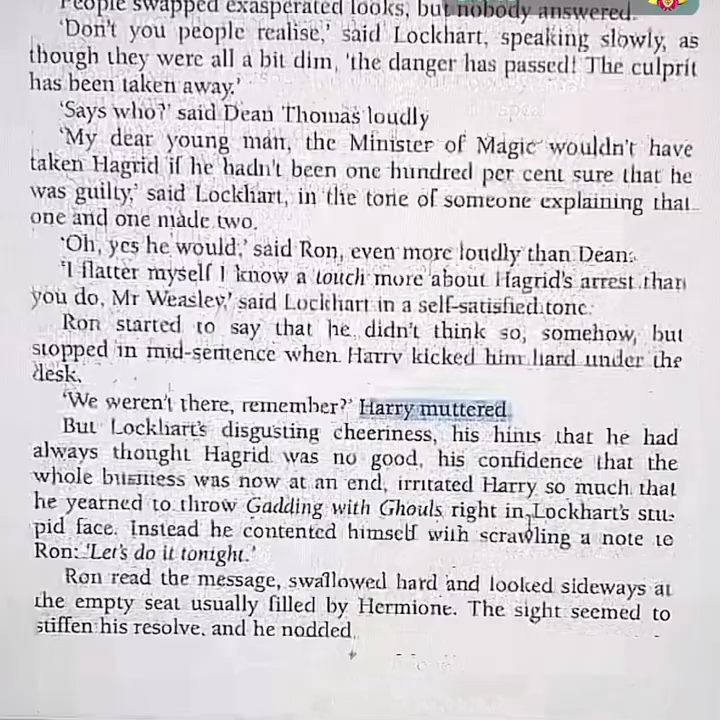 People swapped exasperated looks, but nobody answered.
'Don't you people realise,' said Lockhart, speaking slowly, as
though they were all a bit dim, 'the danger has passed! The culprit
has been taken away.'
'Says who?' said Dean Thomas loudly
'My dear young man, the Minister of Magic wouldn't have
taken Hagrid if he hadn't been one hundred per cent sure that he
was guilty,' said Lockhart, in the tone of someone explaining that
one and one made two.
'Oh, yes he would,' said Ron, even more loudly than Dean.
'I flatter myself I know a touch more about Hagrid's arrest than
you do, Mr Weasley,' said Lockhart in a self-satisfied tone.
Ron started to say that he didn't think so, somehow, but
stopped in mid-sentence when Harry kicked him hard under the
desk.
'We weren't there, remember?' Harry muttered
But Lockhart's disgusting cheeriness, his hints that he had
always thought Hagrid was no good, his confidence that the
whole business was now at an end, irritated Harry so much that
he yearned to throw Gadding with Ghouls right in Lockhart's stu-
pid face. Instead he contented himself with scrawling a note to
Ron: 'Let's do it tonight.'
Ron read the message, swallowed hard and looked sideways at
the empty seat usually filled by Hermione. The sight seemed to
stiffen his resolve, and he nodded.